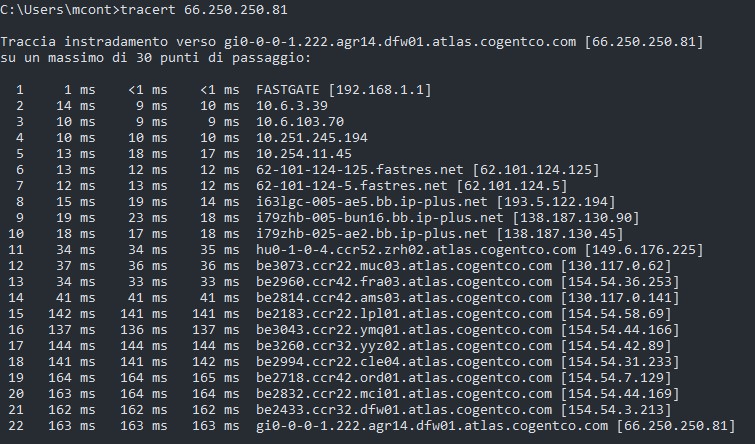 C:\Users\mcont>tracert 66.250.250.81
Traccia instradamento verso gi0-0-0-1.222.agr14.dfw01.atlas.cogentco.com [66.250.250.81]
su un massimo di 30 punti di passaggio:
1 1 ms <1 ms <1 ms FASTGATE [192.168.1.1]
2 14 ms 9 ms 10 ms 10.6.3.39
3 10 ms 9 ms 9 ms 10.6.103.70
4 10 ms 10 ms 10 ms 10.251.245.194
5 13 ms 18 ms 17 ms 10.254.11.45
6 13 ms 12 ms 12 ms 62-101-124-125.fastres.net [62.101.124.125]
7 12 ms 13 ms 12 ms 62-101-124-5.fastres.net [62.101.124.5]
8 15 ms 19 ms 14 ms i63lgc-005-ae5.bb.ip-plus.net [193.5.122.194]
9 19 ms 23 ms 18 ms i79zhb-005-bun16.bb.ip-plus.net [138.187.130.90]
10 18 ms 17 ms 18 ms i79zhb-025-ae2.bb.ip-plus.net [138.187.130.45]
11 34 ms 34 ms 35 ms hu0-1-0-4.ccr52.zrh02.atlas.cogentco.com [149.6.176.225]
12 37 ms 36 ms 36 ms be3073.ccr22.muc03.atlas.cogentco.com [130.117.0.62]
13 34 ms 33 ms 33 ms be2960.ccr42.fra03.atlas.cogentco.com [154.54.36.253]
14 41 ms 41 ms 41 ms be2814.ccr42.ams03.atlas.cogentco.com [130.117.0.141]
15 142 ms 141 ms 141 ms be2183.ccr22.lpl01.atlas.cogentco.com [154.54.58.69]
16 137 ms 136 ms 137 ms be3043.ccr22.ymq01.atlas.cogentco.com [154.54.44.166]
17 144 ms 144 ms 144 ms be3260.ccr32.yyz02.atlas.cogentco.com [154.54.42.89]
18 141 ms 141 ms 142 ms be2994.ccr22.cle04.atlas.cogentco.com [154.54.31.233]
19 164 ms 164 ms 165 ms be2718.ccr42.ord01.atlas.cogentco.com [154.54.7.129]
20 163 ms 164 ms 164 ms be2832.ccr22.mci01.atlas.cogentco.com [154.54.44.169]
21 162 ms 162 ms 162 ms be2433.ccr32.dfw01.atlas.cogentco.com [154.54.3.213]
22 163 ms 163 ms 163 ms gi0-0-0-1.222.agr14.dfw01.atlas.cogentco.com [66.250.250.81]